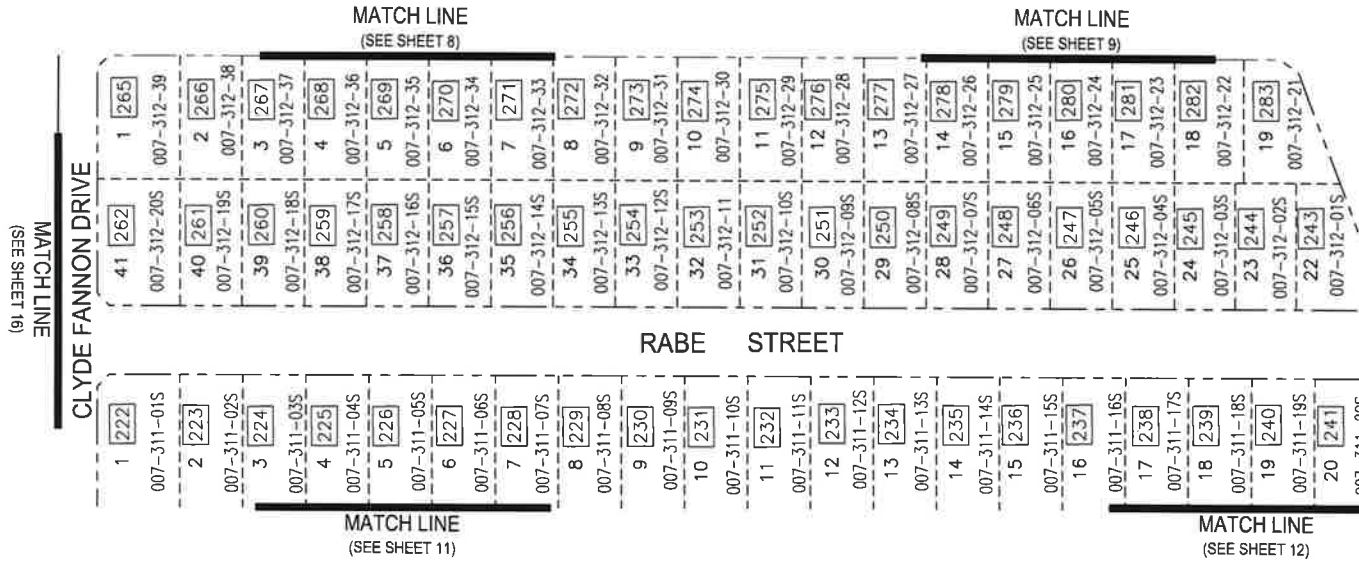 MATCH LINE
(SEE SHEET 8)
MATCH LINE
(SEE SHEET 9)
MATCH LINE
(SEE SHEET 16)
CLYDE FANNON DRIVE
1 265
007-312-39
2 266
007-312-38
3 267
007-312-37
4 268
007-312-36
5 269
007-312-35
6 270
007-312-34
7 271
007-312-33
8 272
007-312-32
9 273
007-312-31
10 274
007-312-30
11 275
007-312-29
12 276
007-312-28
13 277
007-312-27
14 278
007-312-26
15 279
007-312-25
16 280
007-312-24
17 281
007-312-23
18 282
007-312-22
19 283
007-312-21
41 262
007-312-20S
40 261
007-312-19S
39 260
007-312-18S
38 259
007-312-17S
37 258
007-312-16S
36 257
007-312-15S
35 256
007-312-14S
34 255
007-312-13S
33 254
007-312-12S
32 253
007-312-11
31 252
007-312-10S
30 251
007-312-09S
29 250
007-312-08S
28 249
007-312-07S
27 248
007-312-06S
26 247
007-312-05S
25 246
007-312-04S
24 245
007-312-03S
23 244
007-312-02S
22 243
007-312-01S
RABE STREET
1 222
007-311-01S
2 223
007-311-02S
3 224
007-311-03S
4 225
007-311-04S
5 226
007-311-05S
6 227
007-311-06S
7 228
007-311-07S
8 229
007-311-08S
9 230
007-311-09S
10 231
007-311-10S
11 232
007-311-11S
12 233
007-311-12S
13 234
007-311-13S
14 235
007-311-14S
15 236
007-311-15S
16 237
007-311-16S
17 238
007-311-17S
18 239
007-311-18S
19 240
007-311-19S
20 241
MATCH LINE
(SEE SHEET 11)
MATCH LINE
(SEE SHEET 12)